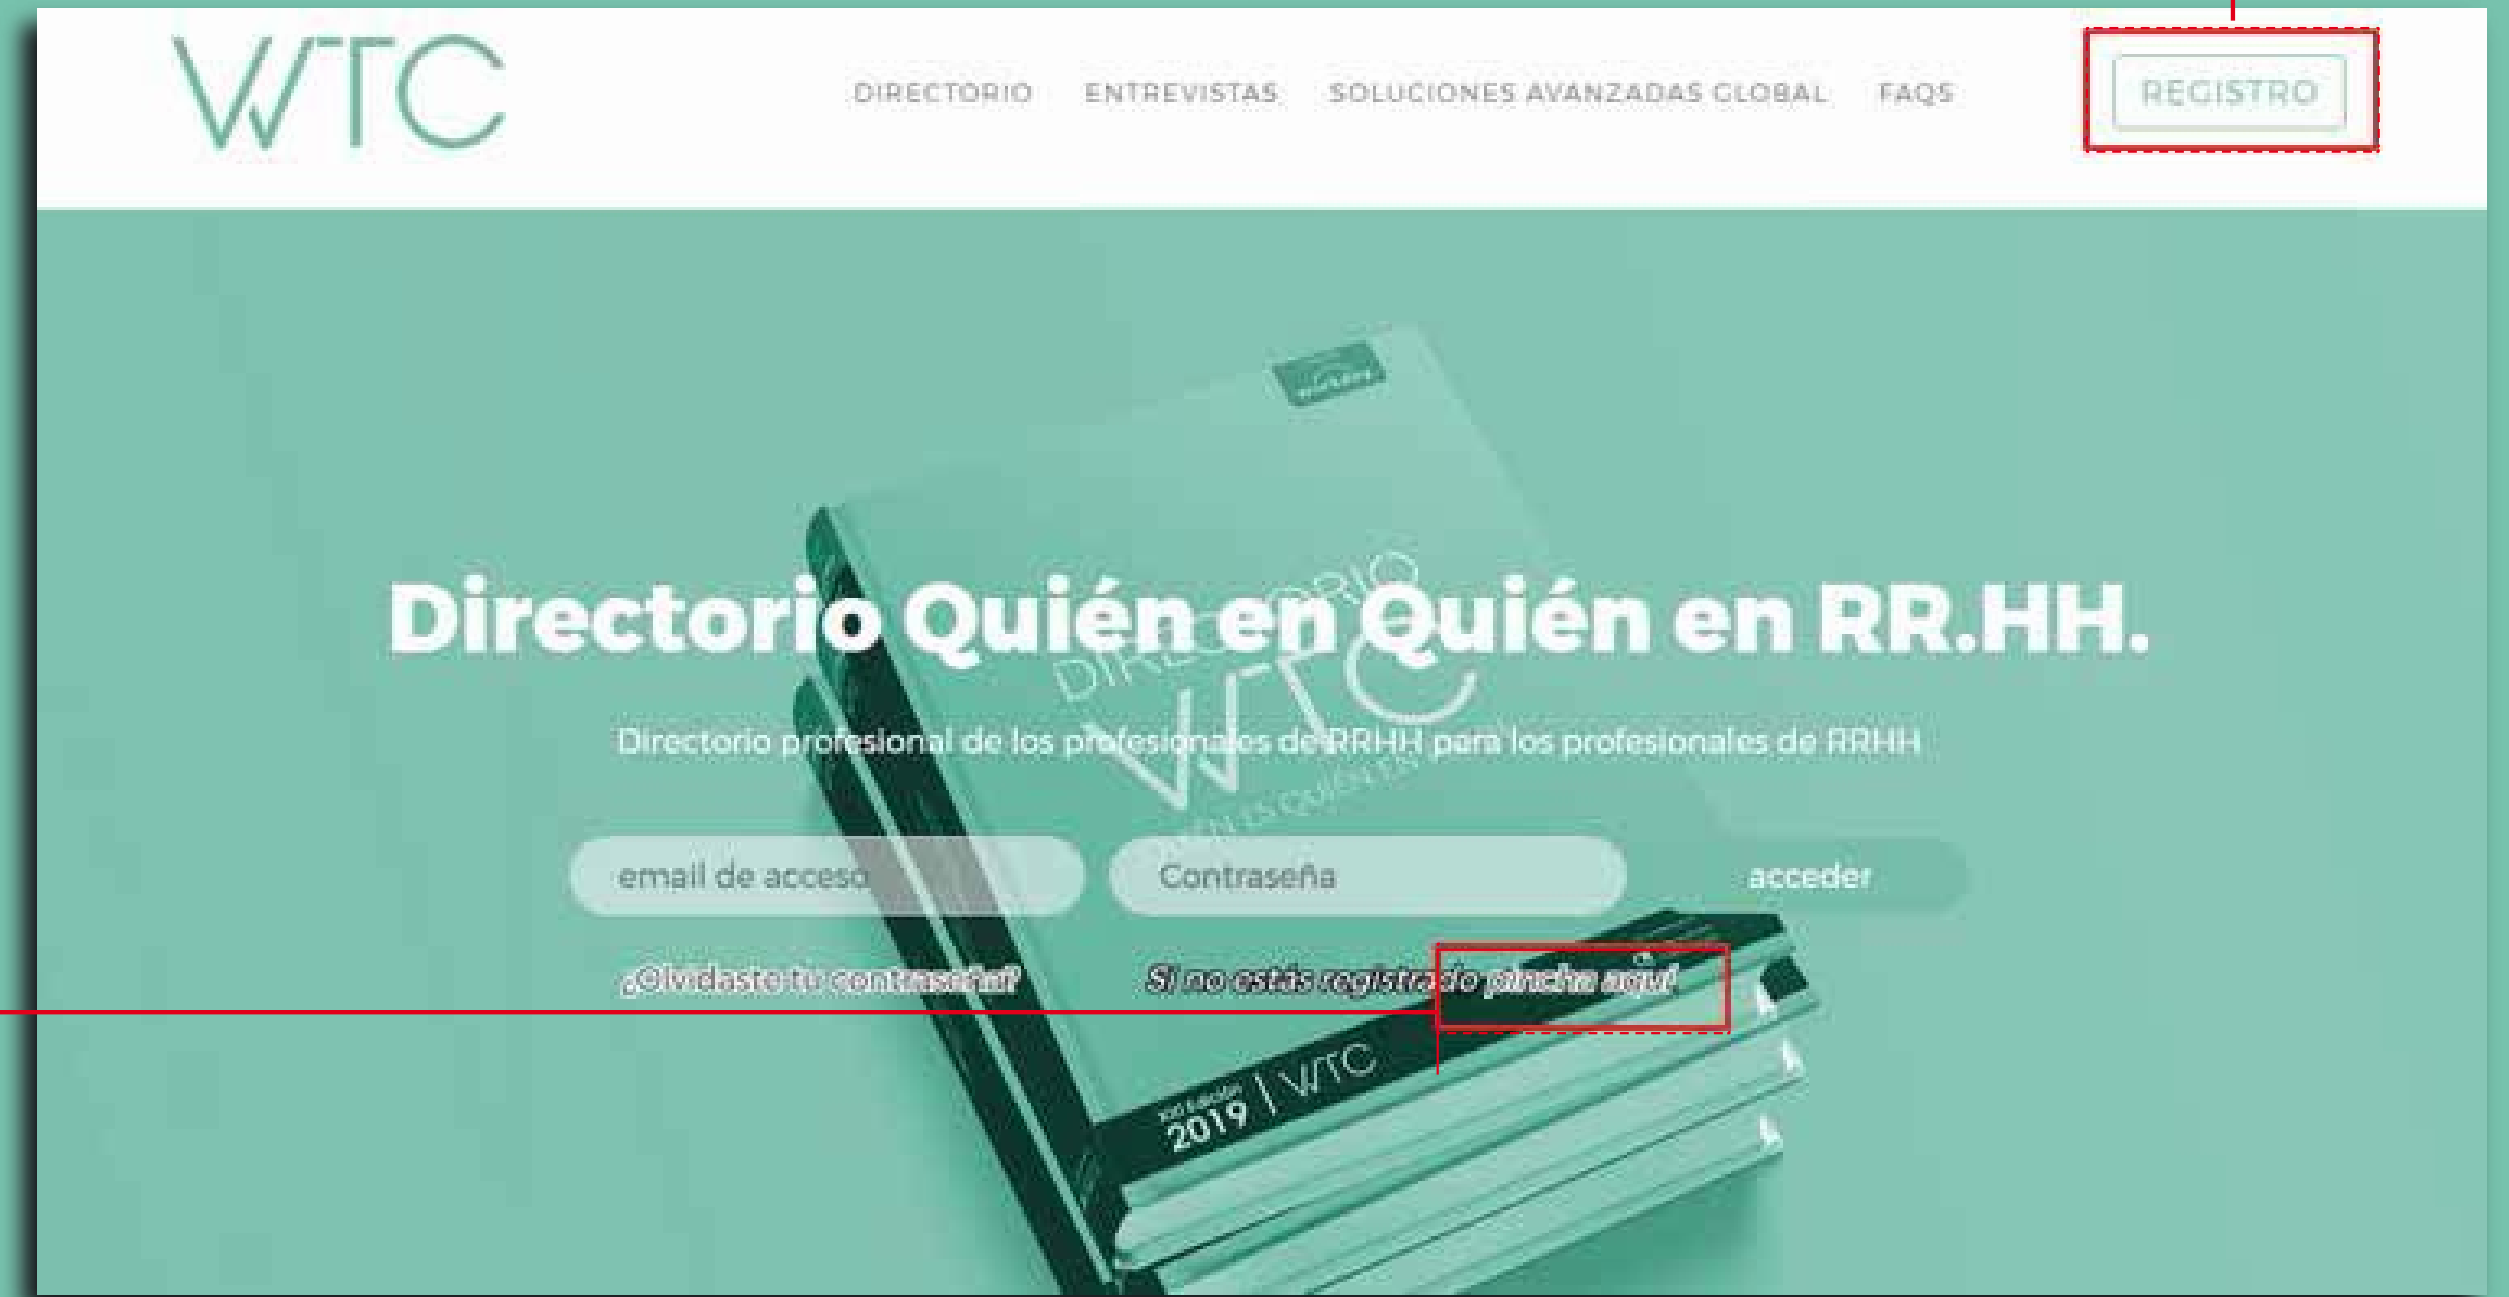 WTC
DIRECTORIO ENTREVISTAS SOLUCIONES AVANZADAS GLOBAL FAQS
REGISTRO
DIRECTORIO
WTC
Directorio Quién en Quién en RR.HH.
Directorio profesional de los profesionales de RRHH para los profesionales de RRHH
email de acceso
Contraseña
acceder
¿Olvidaste tu contraseña?
Si no estás registrado pincha aquí
2019 | WTC